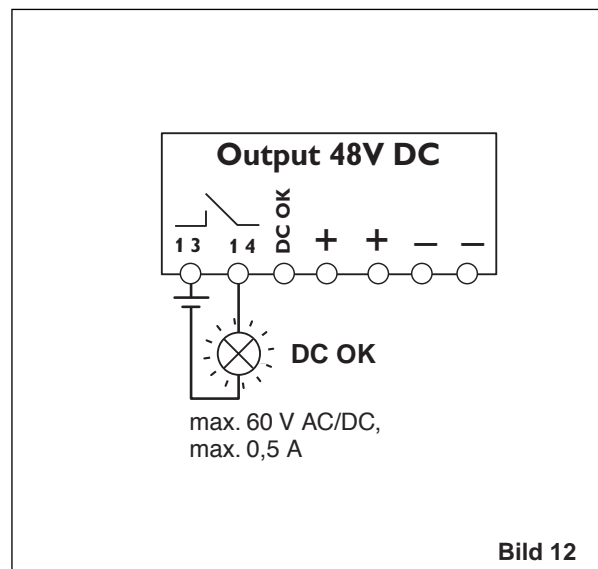 Output 48V DC
13 14 DC OK + + – –
DC OK
max. 60 V AC/DC,
max. 0,5 A
Bild 12